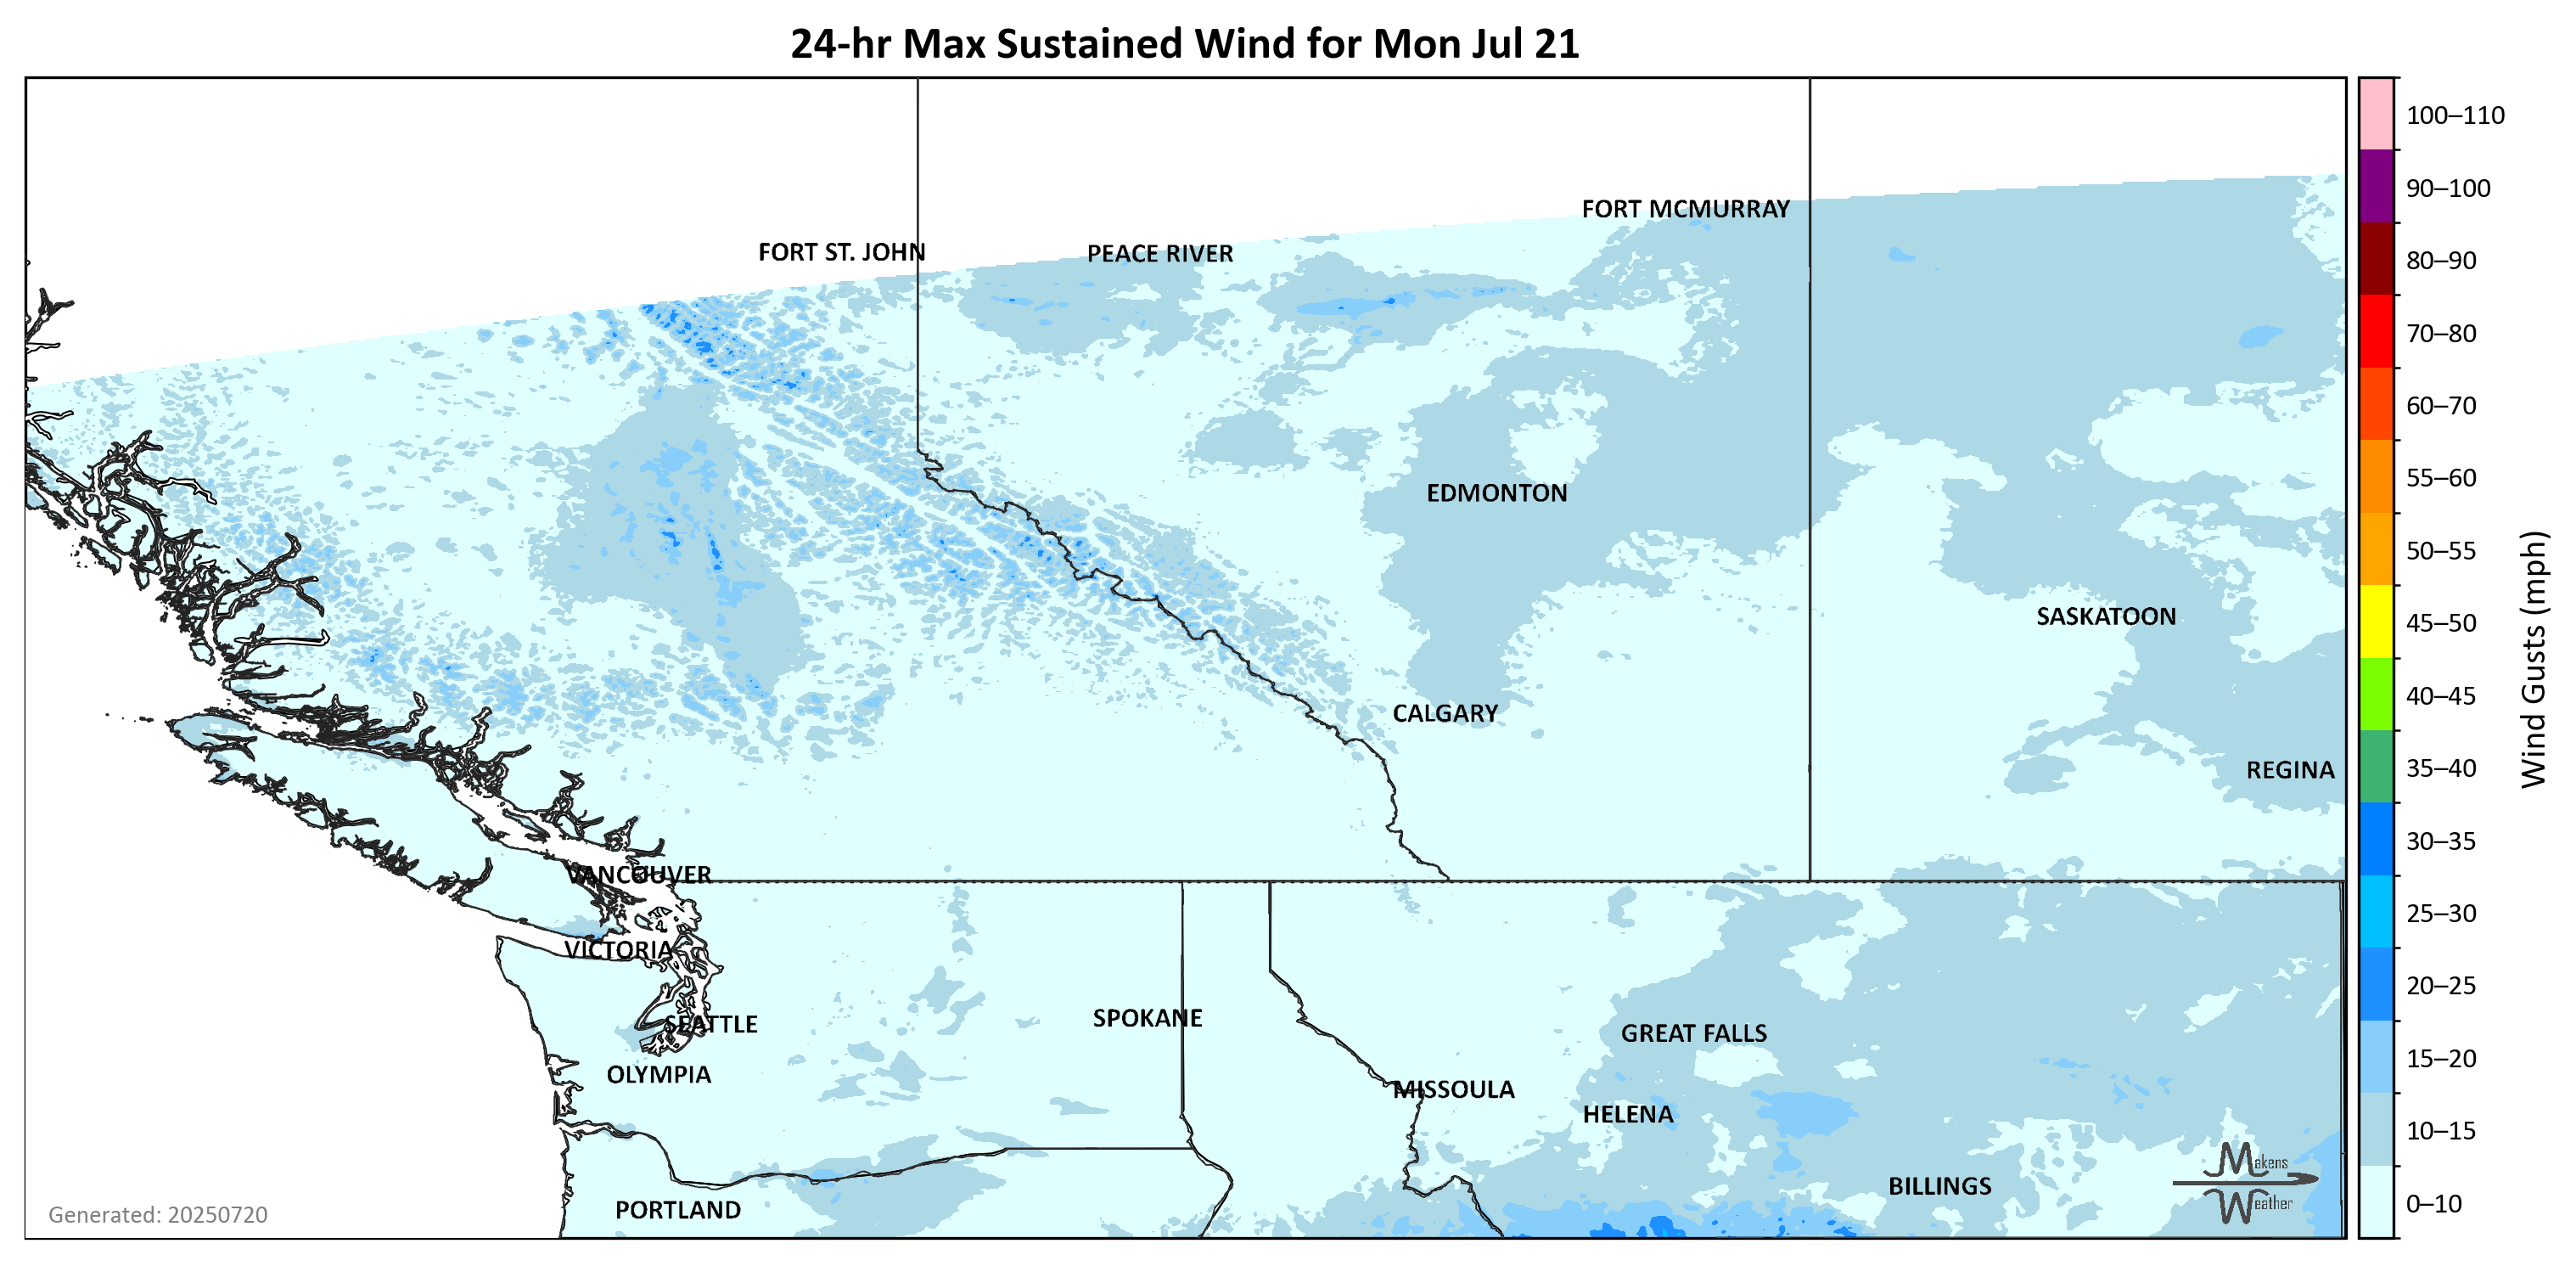 24-hr Max Sustained Wind for Mon Jul 21
FORT MCMURRAY
FORT ST. JOHN
PEACE RIVER
EDMONTON
SASKATOON
CALGARY
REGINA
VANCOUVER
VICTORIA
SEATTLE
SPOKANE
GREAT FALLS
OLYMPIA
MISSOULA
HELENA
BILLINGS
PORTLAND
Makens
Weather
Generated: 20250720
100–110
90–100
80–90
70–80
60–70
55–60
50–55
45–50
40–45
35–40
30–35
25–30
20–25
15–20
10–15
0–10
Wind Gusts (mph)